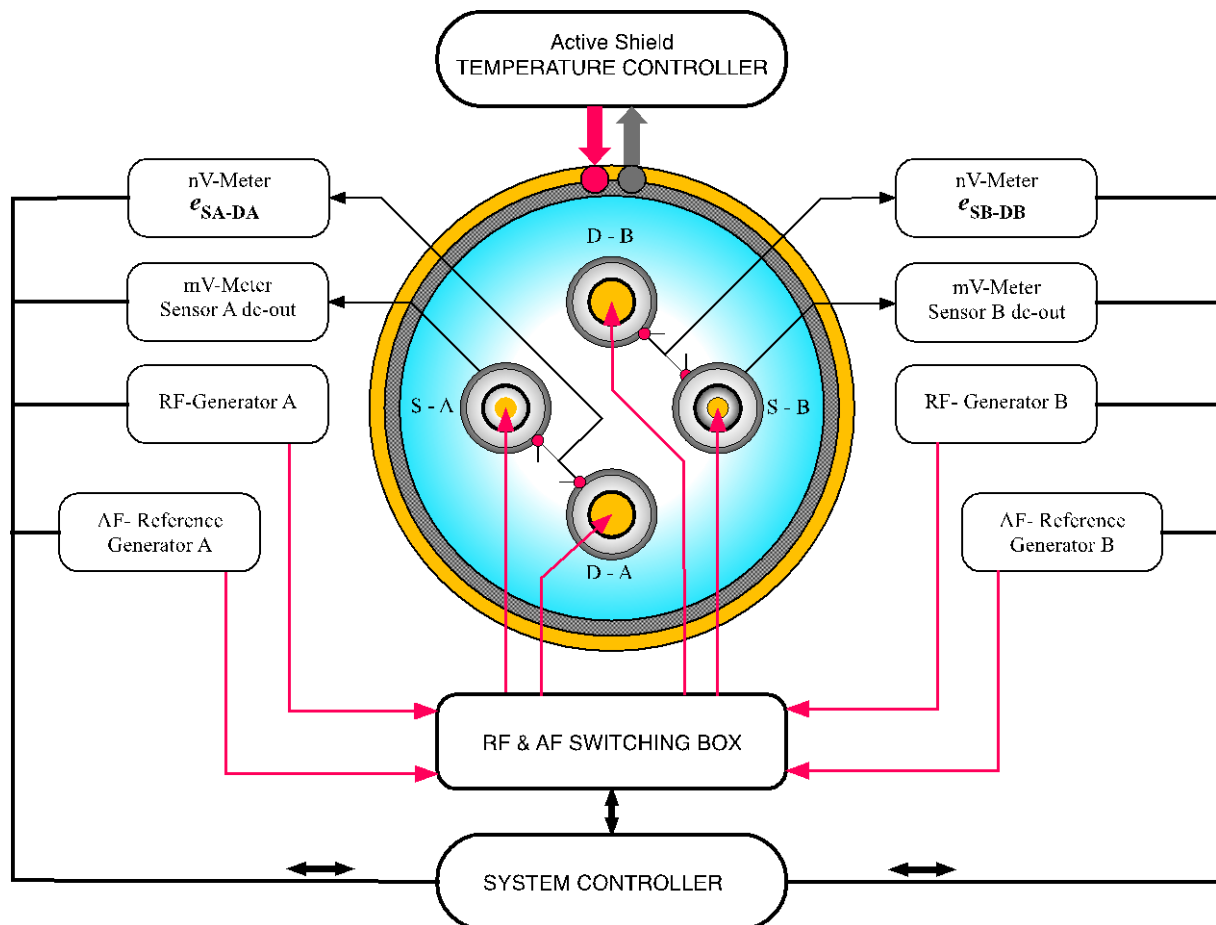 Active Shield
TEMPERATURE CONTROLLER
nV-Meter
eSA-DA
nV-Meter
eSB-DB
D - B
mV-Meter
Sensor A dc-out
mV-Meter
Sensor B dc-out
RF-Generator A
S - A
S - B
RF- Generator B
AF- Reference
Generator A
AF- Reference
Generator B
D - A
RF & AF SWITCHING BOX
SYSTEM CONTROLLER